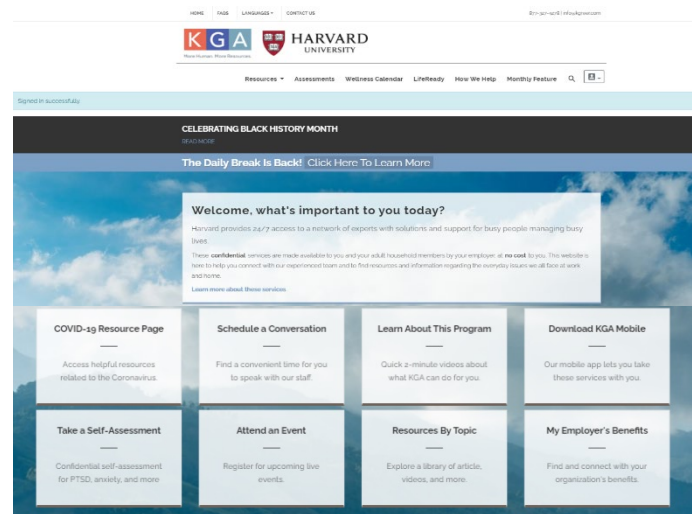 HOME FAQS LANGUAGES CONTACT US
KGA
More Human. More Resources.
HARVARD
UNIVERSITY
Resources Assessments Wellness Calendar LifeReady How We Help Monthly Feature
Signed in successfully.
CELEBRATING BLACK HISTORY MONTH
READ MORE
The Daily Break Is Back! Click Here To Learn More
Welcome, what's important to you today?
Harvard provides 24/7 access to a network of experts with solutions and support for busy people managing busy
lives.
These confidential services are made available to you and your adult household members by your employer at no cost to you. This website is
here to help you connect with our experienced team and to find resources and information regarding the everyday issues we all face at work
and home.
Learn more about these services
COVID-19 Resource Page
Access helpful resources
related to the Coronavirus.
Schedule a Conversation
Find a convenient time for you
to speak with our staff.
Learn About This Program
Quick 2-minute videos about
what KGA can do for you.
Download KGA Mobile
Our mobile app lets you take
these services with you.
Take a Self-Assessment
Confidential self-assessment
for PTSD, anxiety, and more
Attend an Event
Register for upcoming live
events.
Resources By Topic
Explore a library of article,
videos, and more.
My Employer's Benefits
Find and connect with your
organization's benefits.